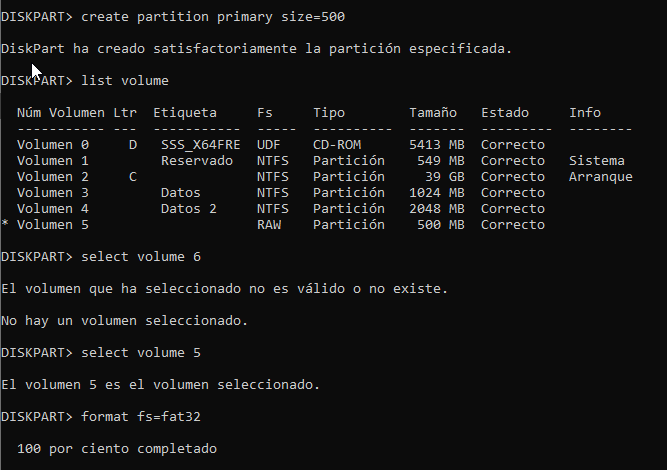 DISKPART> create partition primary size=500
DiskPart ha creado satisfactoriamente la partición especificada.
DISKPART> list volume
  Núm Volumen Ltr  Etiqueta     Fs     Tipo        Tamaño   Estado     Info
  ----------- ---  -----------  -----  ----------  -------  ---------  --------
  Volumen 0     D   SSS_X64FRE  UDF    CD-ROM      5413 MB  Correcto
  Volumen 1         Reservado   NTFS   Partición    549 MB  Correcto   Sistema
  Volumen 2     C               NTFS   Partición     39 GB  Correcto   Arranque
  Volumen 3         Datos       NTFS   Partición   1024 MB  Correcto
  Volumen 4         Datos 2     NTFS   Partición   2048 MB  Correcto
* Volumen 5                     RAW    Partición    500 MB  Correcto
DISKPART> select volume 6
El volumen que ha seleccionado no es válido o no existe.
No hay un volumen seleccionado.
DISKPART> select volume 5
El volumen 5 es el volumen seleccionado.
DISKPART> format fs=fat32
  100 por ciento completado